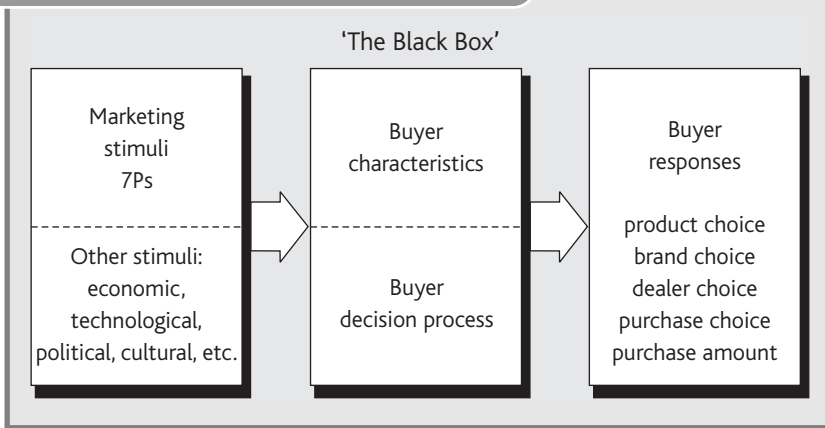 ‘The Black Box’
Marketing
stimuli
7Ps
Other stimuli:
economic,
technological,
political, cultural, etc.
Buyer
characteristics
Buyer
decision process
Buyer
responses
product choice
brand choice
dealer choice
purchase choice
purchase amount